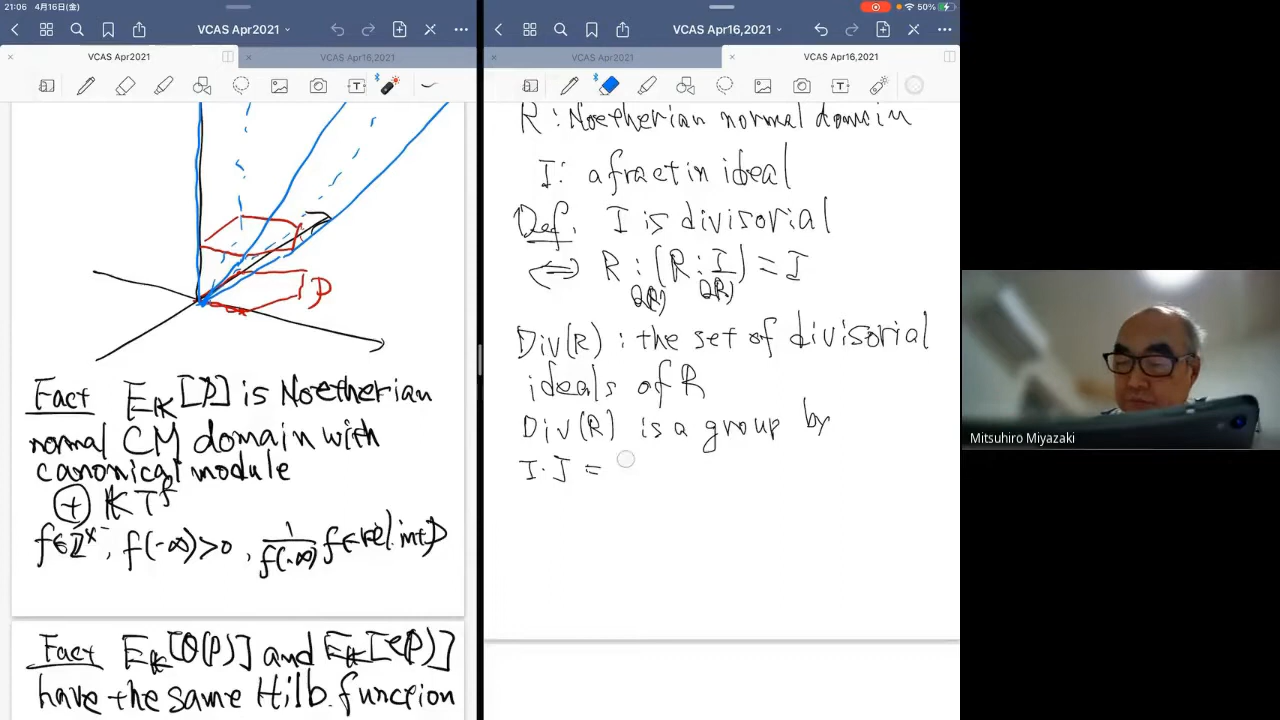 21:06 4月16日(金)
VCAS Apr2021
VCAS Apr2021
VCAS Apr16,2021
P
Fact E_𝕜[P] is Noetherian
normal CM domain with
canonical module
⊕ 𝕜T^f
f∈ℤ^{X^-}, f(-∞)>0, 1/f(-∞) f∈rel.int P
Fact E_𝕜[O(P)] and E_𝕜[C(P)]
have the same Hilb. function
50%
VCAS Apr16,2021
VCAS Apr2021
VCAS Apr16,2021
R : Noetherian normal domain
I: a fractin ideal
Def. I is divisorial
⇔ R :_{Q(R)} (R :_{Q(R)} I) = I
Div(R) : the set of divisorial
ideals of R
Div(R) is a group by
I·J =
Mitsuhiro Miyazaki